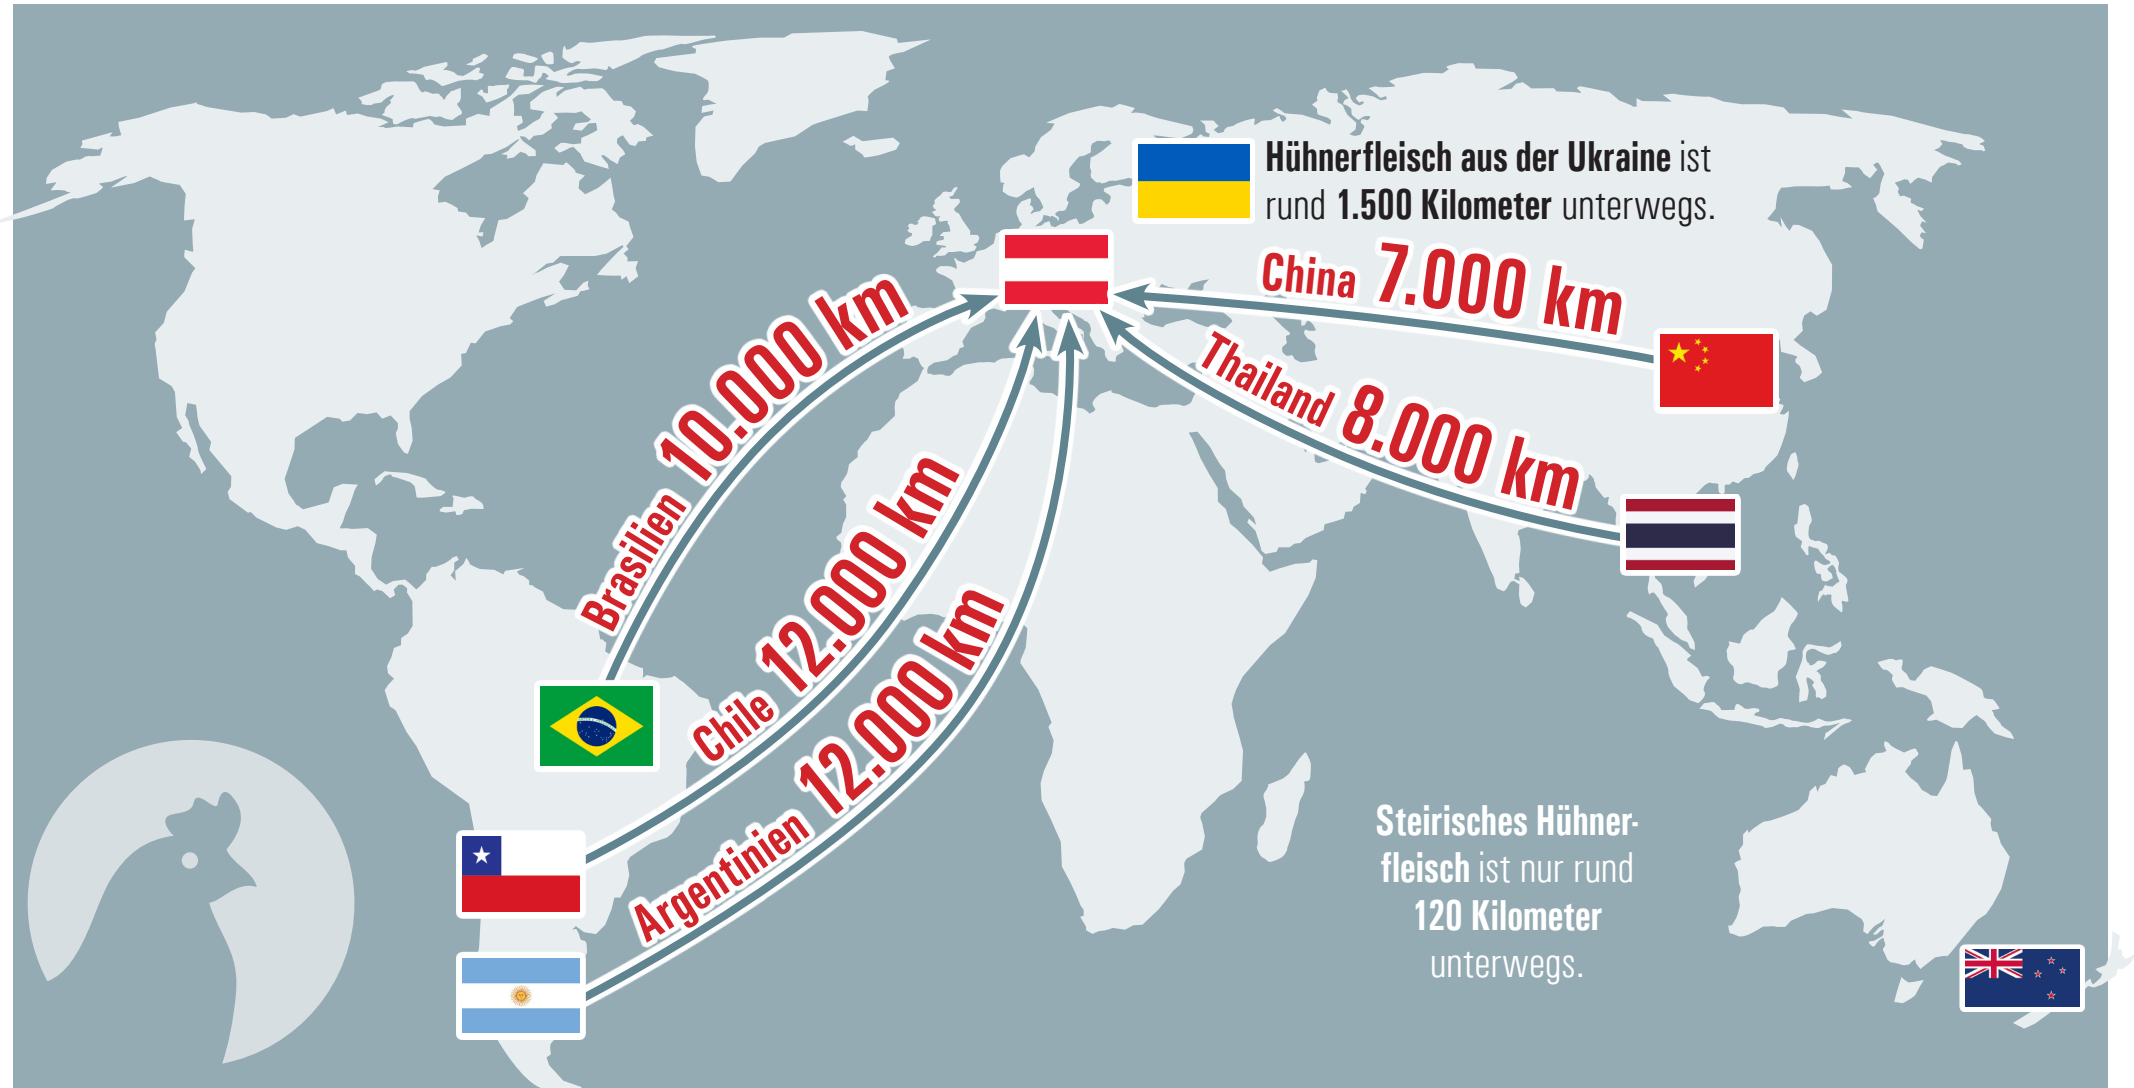 Hühnerfleisch aus der Ukraine ist
rund 1.500 Kilometer unterwegs.
China 7.000 km
Thailand 8.000 km
Brasilien 10.000 km
Chile 12.000 km
Argentinien 12.000 km
Steirisches Hühner-
fleisch ist nur rund
120 Kilometer
unterwegs.